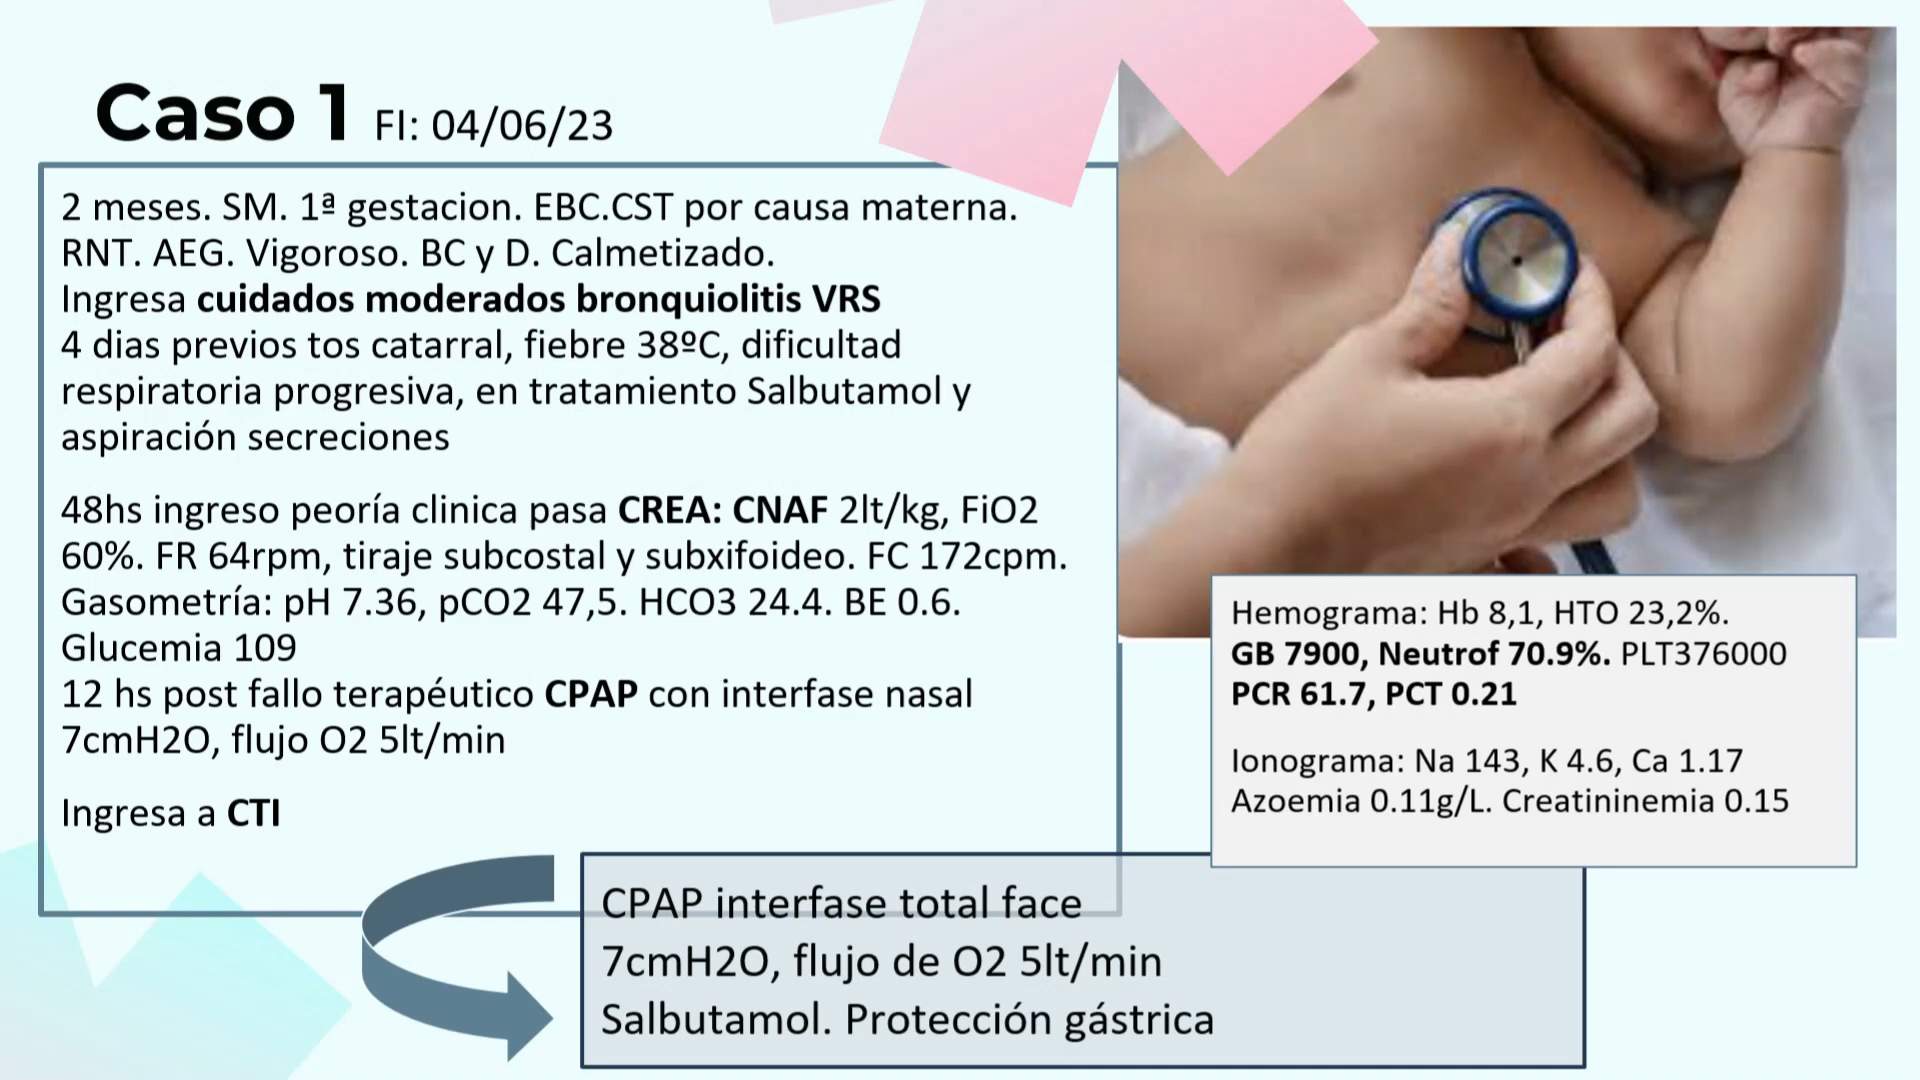 Caso 1 FI: 04/06/23
2 meses. SM. 1ª gestacion. EBC.CST por causa materna.
RNT. AEG. Vigoroso. BC y D. Calmetizado.
Ingresa cuidados moderados bronquiolitis VRS
4 dias previos tos catarral, fiebre 38ºC, dificultad
respiratoria progresiva, en tratamiento Salbutamol y
aspiración secreciones
48hs ingreso peoría clinica pasa CREA: CNAF 2lt/kg, FiO2
60%. FR 64rpm, tiraje subcostal y subxifoideo. FC 172cpm.
Gasometría: pH 7.36, pCO2 47,5. HCO3 24.4. BE 0.6.
Glucemia 109
12 hs post fallo terapéutico CPAP con interfase nasal
7cmH2O, flujo O2 5lt/min
Ingresa a CTI
Hemograma: Hb 8,1, HTO 23,2%.
GB 7900, Neutrof 70.9%. PLT376000
PCR 61.7, PCT 0.21
Ionograma: Na 143, K 4.6, Ca 1.17
Azoemia 0.11g/L. Creatininemia 0.15
CPAP interfase total face
7cmH2O, flujo de O2 5lt/min
Salbutamol. Protección gástrica